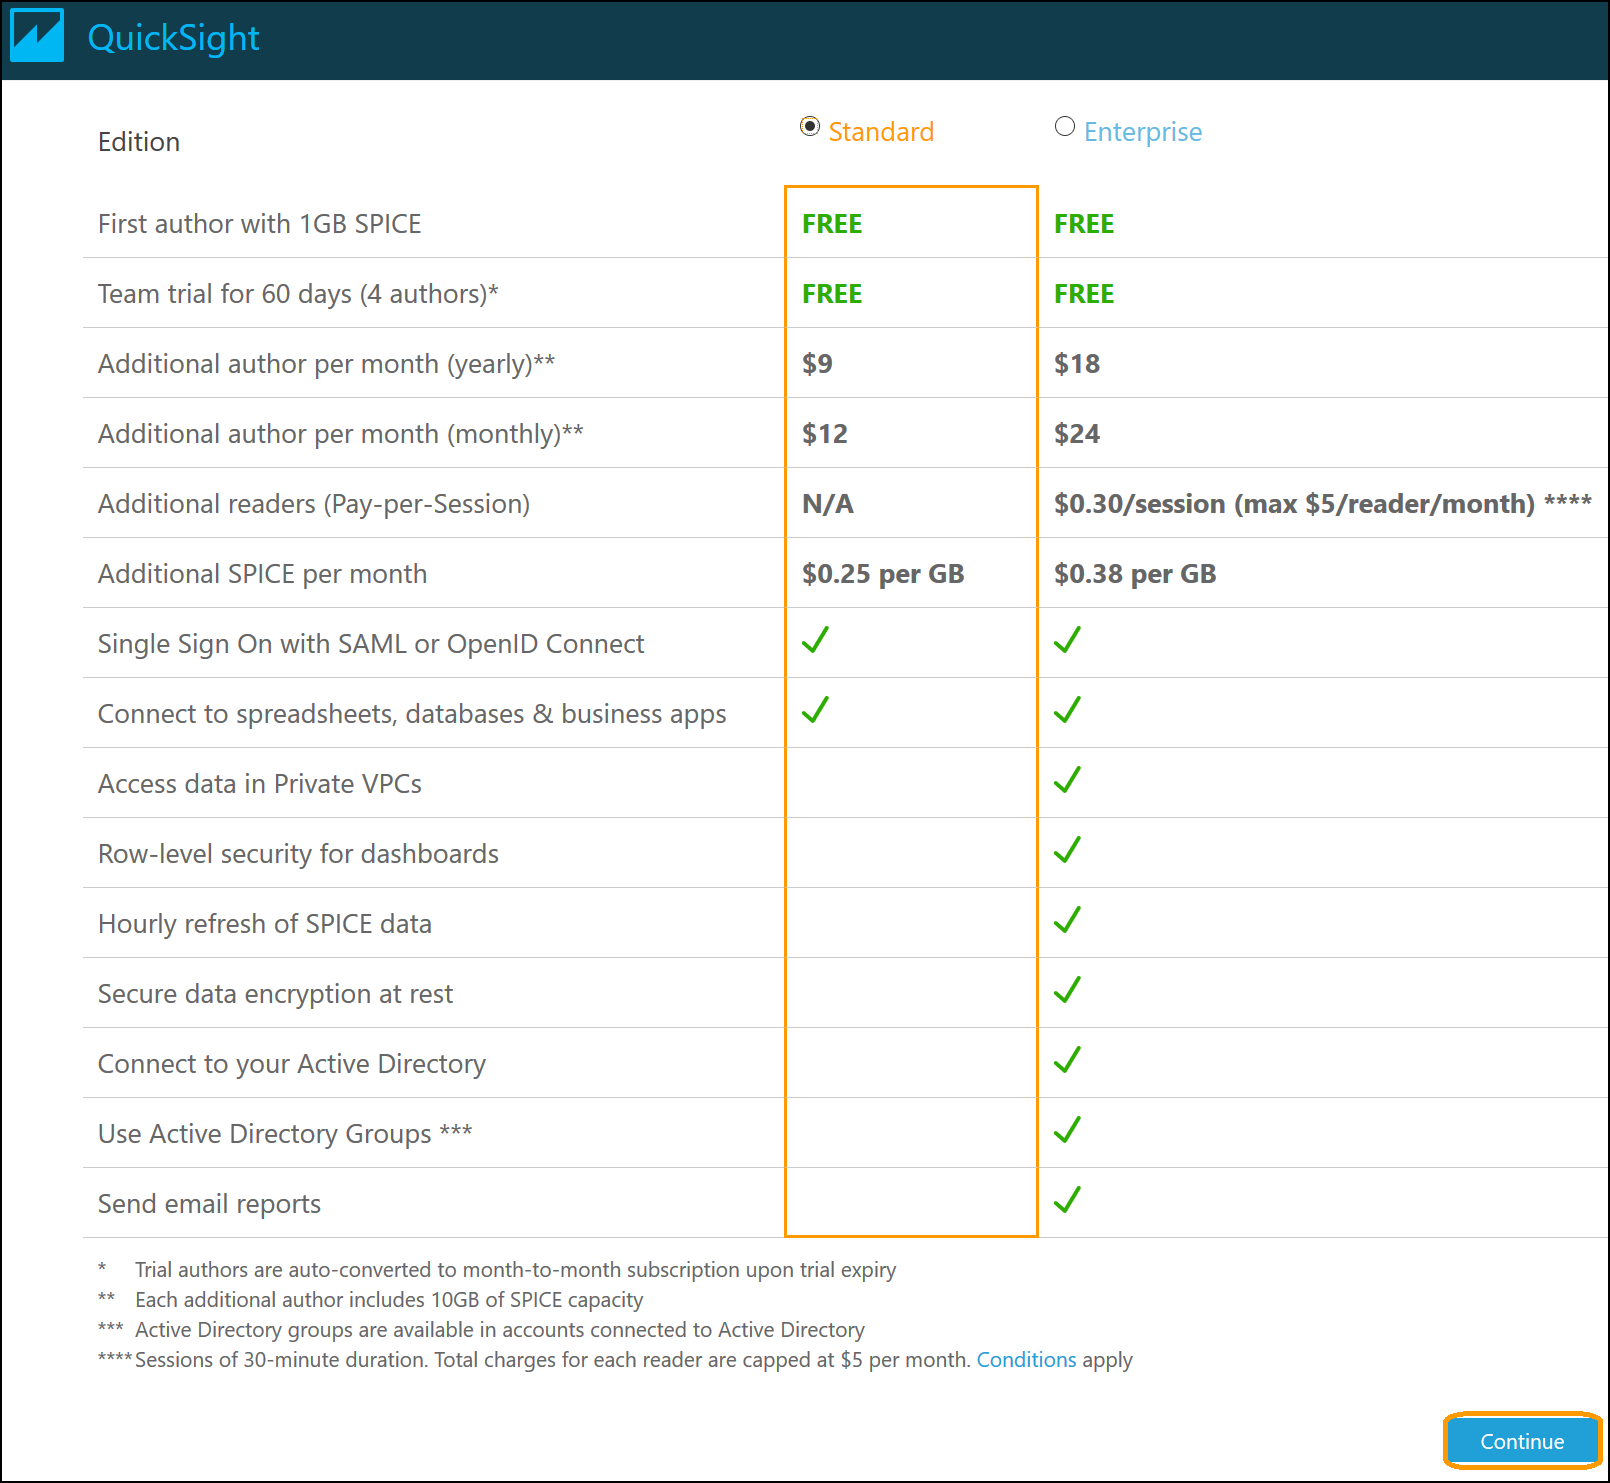 QuickSight
Edition Standard Enterprise
First author with 1GB SPICE FREE FREE
Team trial for 60 days (4 authors)* FREE FREE
Additional author per month (yearly)** $9 $18
Additional author per month (monthly)** $12 $24
Additional readers (Pay-per-Session) N/A $0.30/session (max $5/reader/month) ****
Additional SPICE per month $0.25 per GB $0.38 per GB
Single Sign On with SAML or OpenID Connect
Connect to spreadsheets, databases & business apps
Access data in Private VPCs
Row-level security for dashboards
Hourly refresh of SPICE data
Secure data encryption at rest
Connect to your Active Directory
Use Active Directory Groups ***
Send email reports
* Trial authors are auto-converted to month-to-month subscription upon trial expiry
** Each additional author includes 10GB of SPICE capacity
*** Active Directory groups are available in accounts connected to Active Directory
**** Sessions of 30-minute duration. Total charges for each reader are capped at $5 per month. Conditions apply
Continue